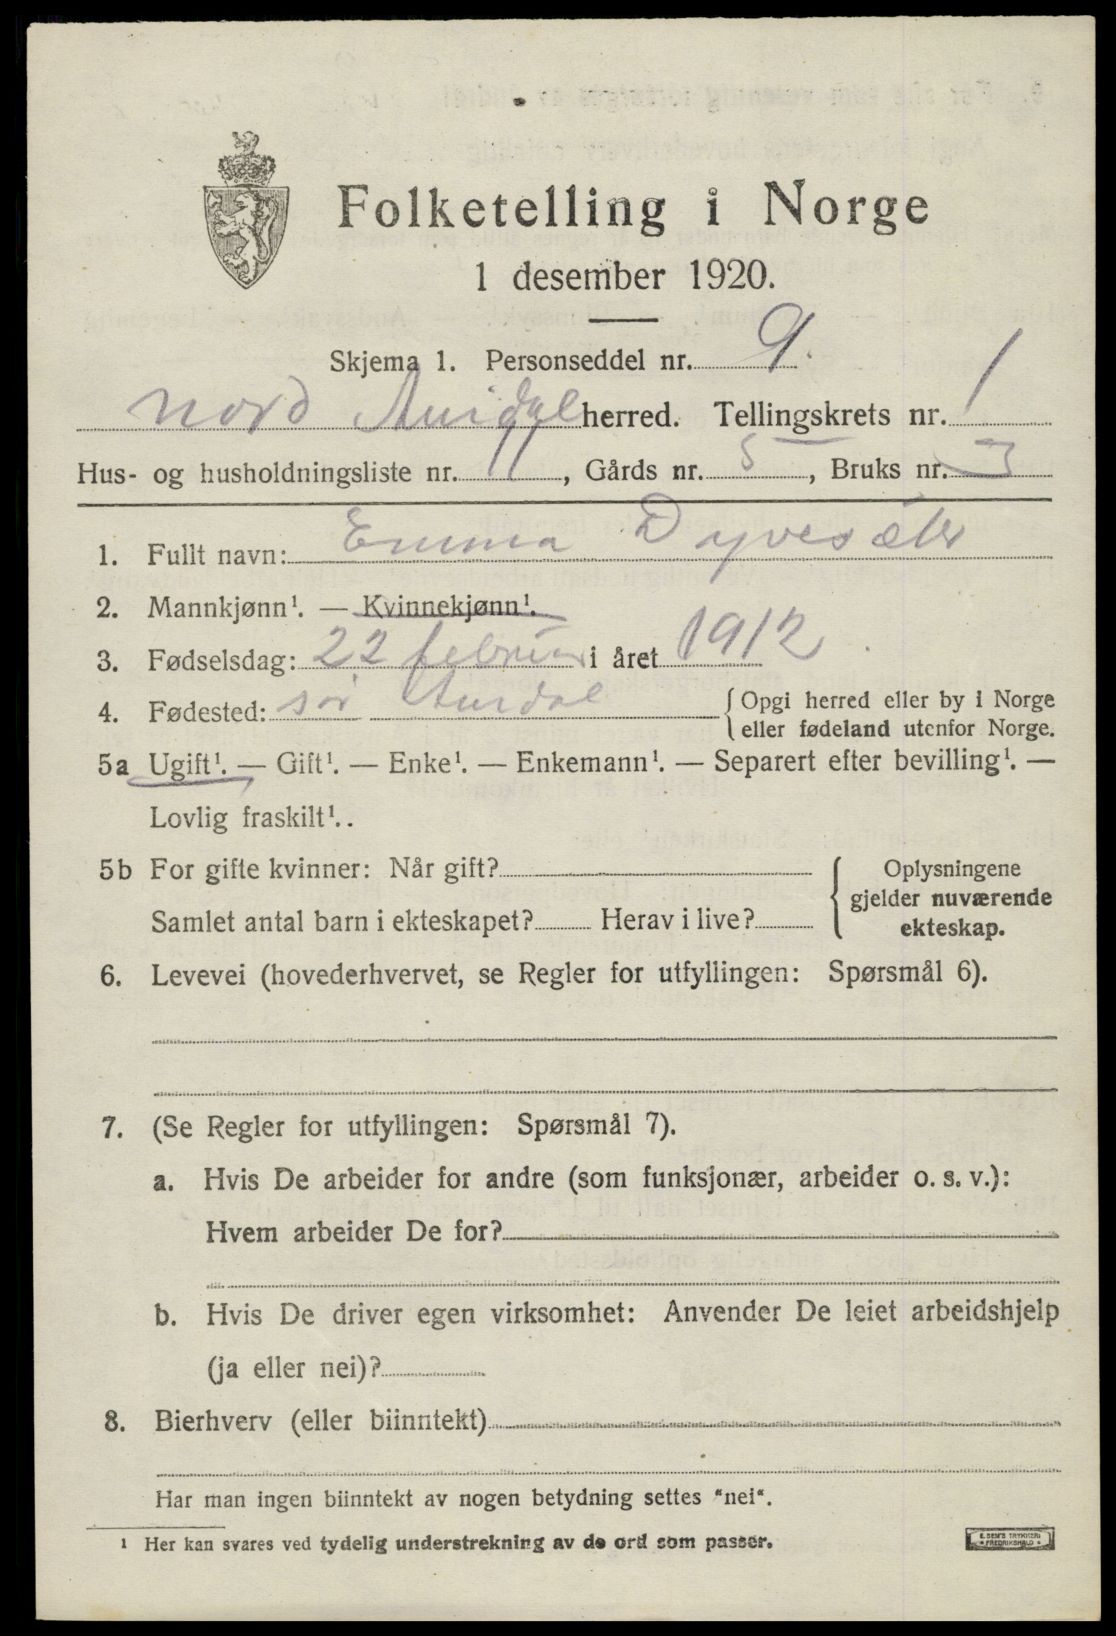 Folketelling i Norge
1 desember 1920.
Skjema 1. Personseddel nr. 9.
Nord Aurdal herred. Tellingskrets nr. 1
Hus- og husholdningsliste nr. 11, Gårds nr. 5, Bruks nr. 3
1. Fullt navn: Emma Dyvesæter
2. Mannkjønn¹. — Kvinnekjønn¹.
3. Fødselsdag: 22 februar i året 1912.
4. Fødested: sør Aurdal {Opgi herred eller by i Norge
eller fødeland utenfor Norge.
5a Ugift¹. — Gift¹. — Enke¹. — Enkemann¹. — Separert efter bevilling¹. —
Lovlig fraskilt¹..
5b For gifte kvinner: Når gift? { Oplysningene
gjelder nuværende
Samlet antal barn i ekteskapet? Herav i live? ekteskap.
6. Levevei (hovederhvervet, se Regler for utfyllingen: Spørsmål 6).
7. (Se Regler for utfyllingen: Spørsmål 7).
a. Hvis De arbeider for andre (som funksjonær, arbeider o. s. v.):
Hvem arbeider De for?
b. Hvis De driver egen virksomhet: Anvender De leiet arbeidshjelp
(ja eller nei)?
8. Bierhverv (eller biinntekt)
Har man ingen biinntekt av nogen betydning settes "nei".
¹ Her kan svares ved tydelig understrekning av de ord som passer.
E. SEM'S TRYKKERI
* FREDRIKSHALD *